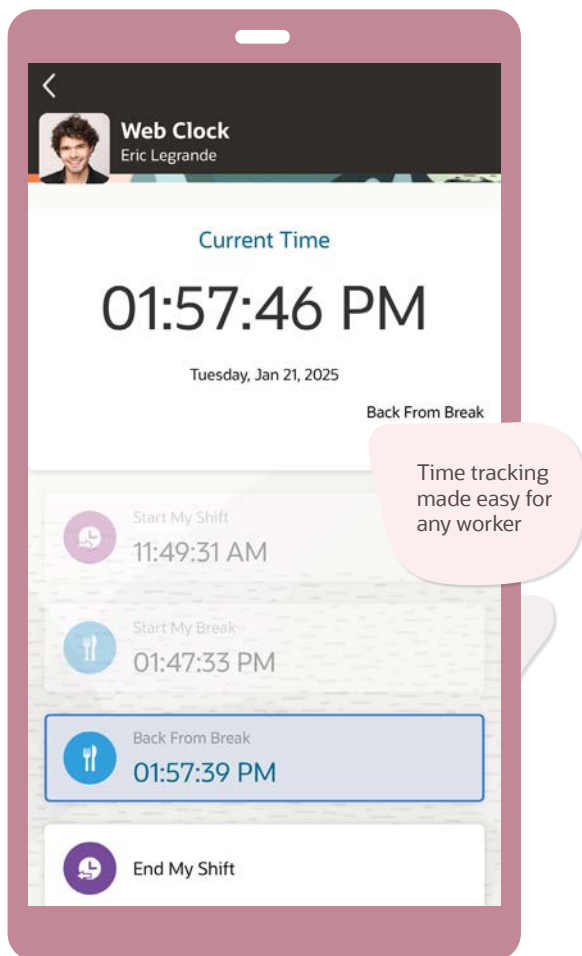 Web Clock
Eric Legrande
Current Time
01:57:46 PM
Tuesday, Jan 21, 2025
Back From Break
Time tracking
made easy for
any worker
Start My Shift
11:49:31 AM
Start My Break
01:47:33 PM
Back From Break
01:57:39 PM
End My Shift